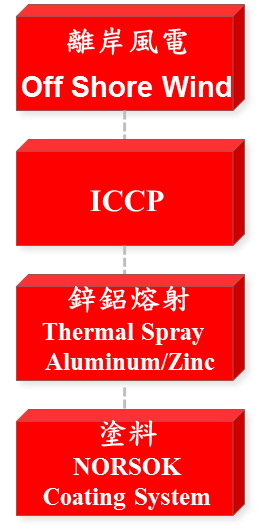 離岸風電
Off Shore Wind
ICCP
鋅鋁熔射
Thermal Spray
Aluminum/Zinc
塗料
NORSOK
Coating System